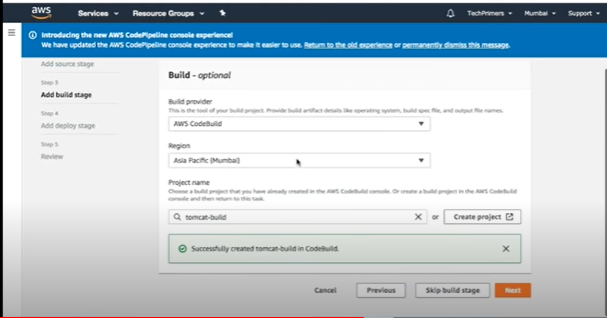 aws
Services
Resource Groups
TechPrimers
Mumbai
Support
Introducing the new AWS CodePipeline console experience!
We have updated the AWS CodePipeline console experience to make it easier to use. Return to the old experience or permanently dismiss this message.
Add source stage
Step 3
Add build stage
Step 4
Add deploy stage
Step 5
Review
Build - optional
Build provider
This is the tool of your build project. Provide build artifact details like operating system, build spec file, and output file names.
AWS CodeBuild
Region
Asia Pacific (Mumbai)
Project name
Choose a build project that you have already created in the AWS CodeBuild console. Or create a build project in the AWS CodeBuild
console and then return to this task.
tomcat-build
or
Create project
Successfully created tomcat-build in CodeBuild.
Cancel
Previous
Skip build stage
Next